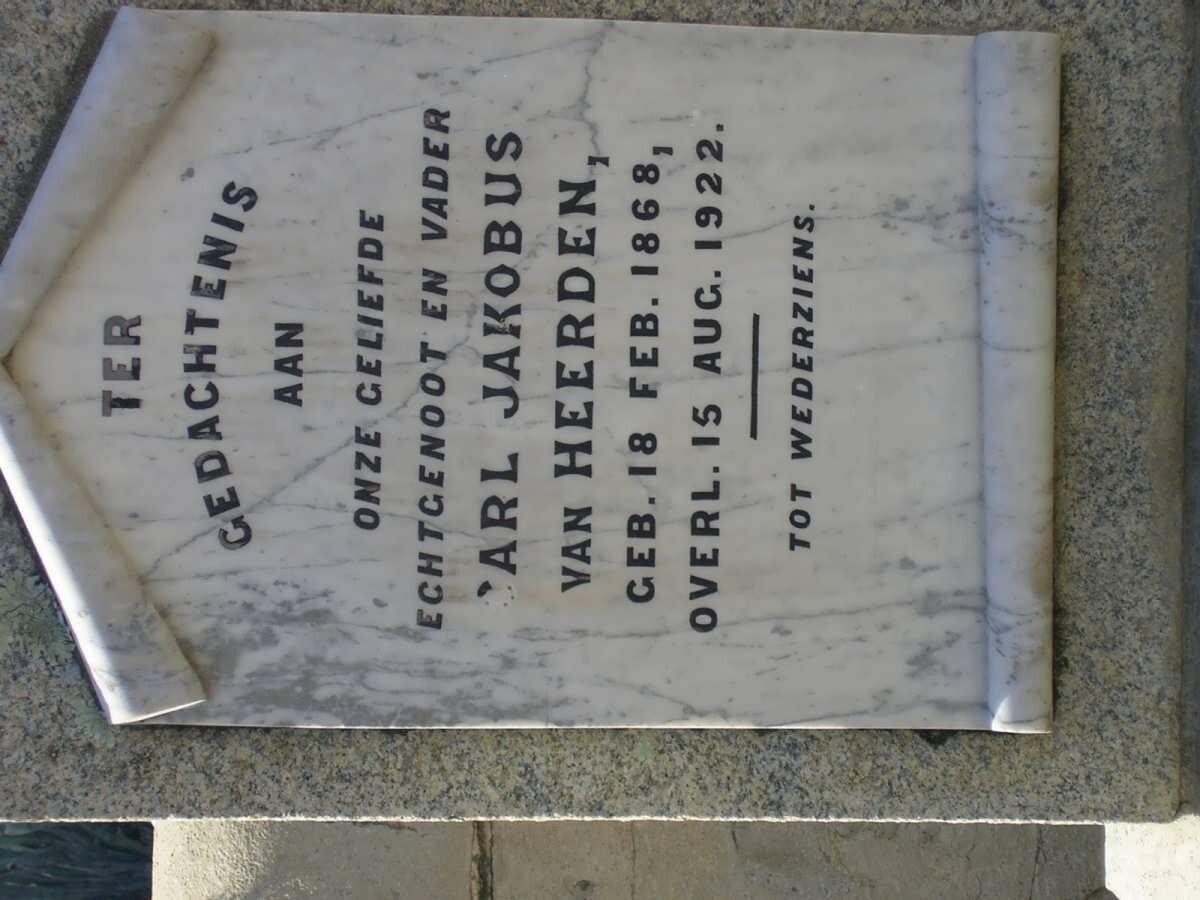 TER
GEDACHTENIS
AAN
ONZE GELIEFDE
ECHTGENOOT EN VADER
CARL JAKOBUS
VAN HEERDEN,
GEB. 18 FEB. 1868,
OVERL. 15 AUG. 1922.
TOT WEDERZIENS.